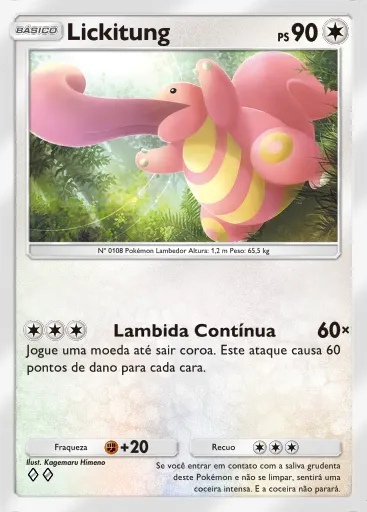 BÁSICO Lickitung PS 90
Nº 0108 Pokémon Lambedor Altura: 1,2 m Peso: 65,5 kg
Lambida Contínua 60×
Jogue uma moeda até sair coroa. Este ataque causa 60
pontos de dano para cada cara.
Fraqueza +20 Recuo
Ilust. Kagemaru Himeno
Se você entrar em contato com a saliva grudenta
deste Pokémon e não se limpar, sentirá uma
coceira intensa. E a coceira não parará.